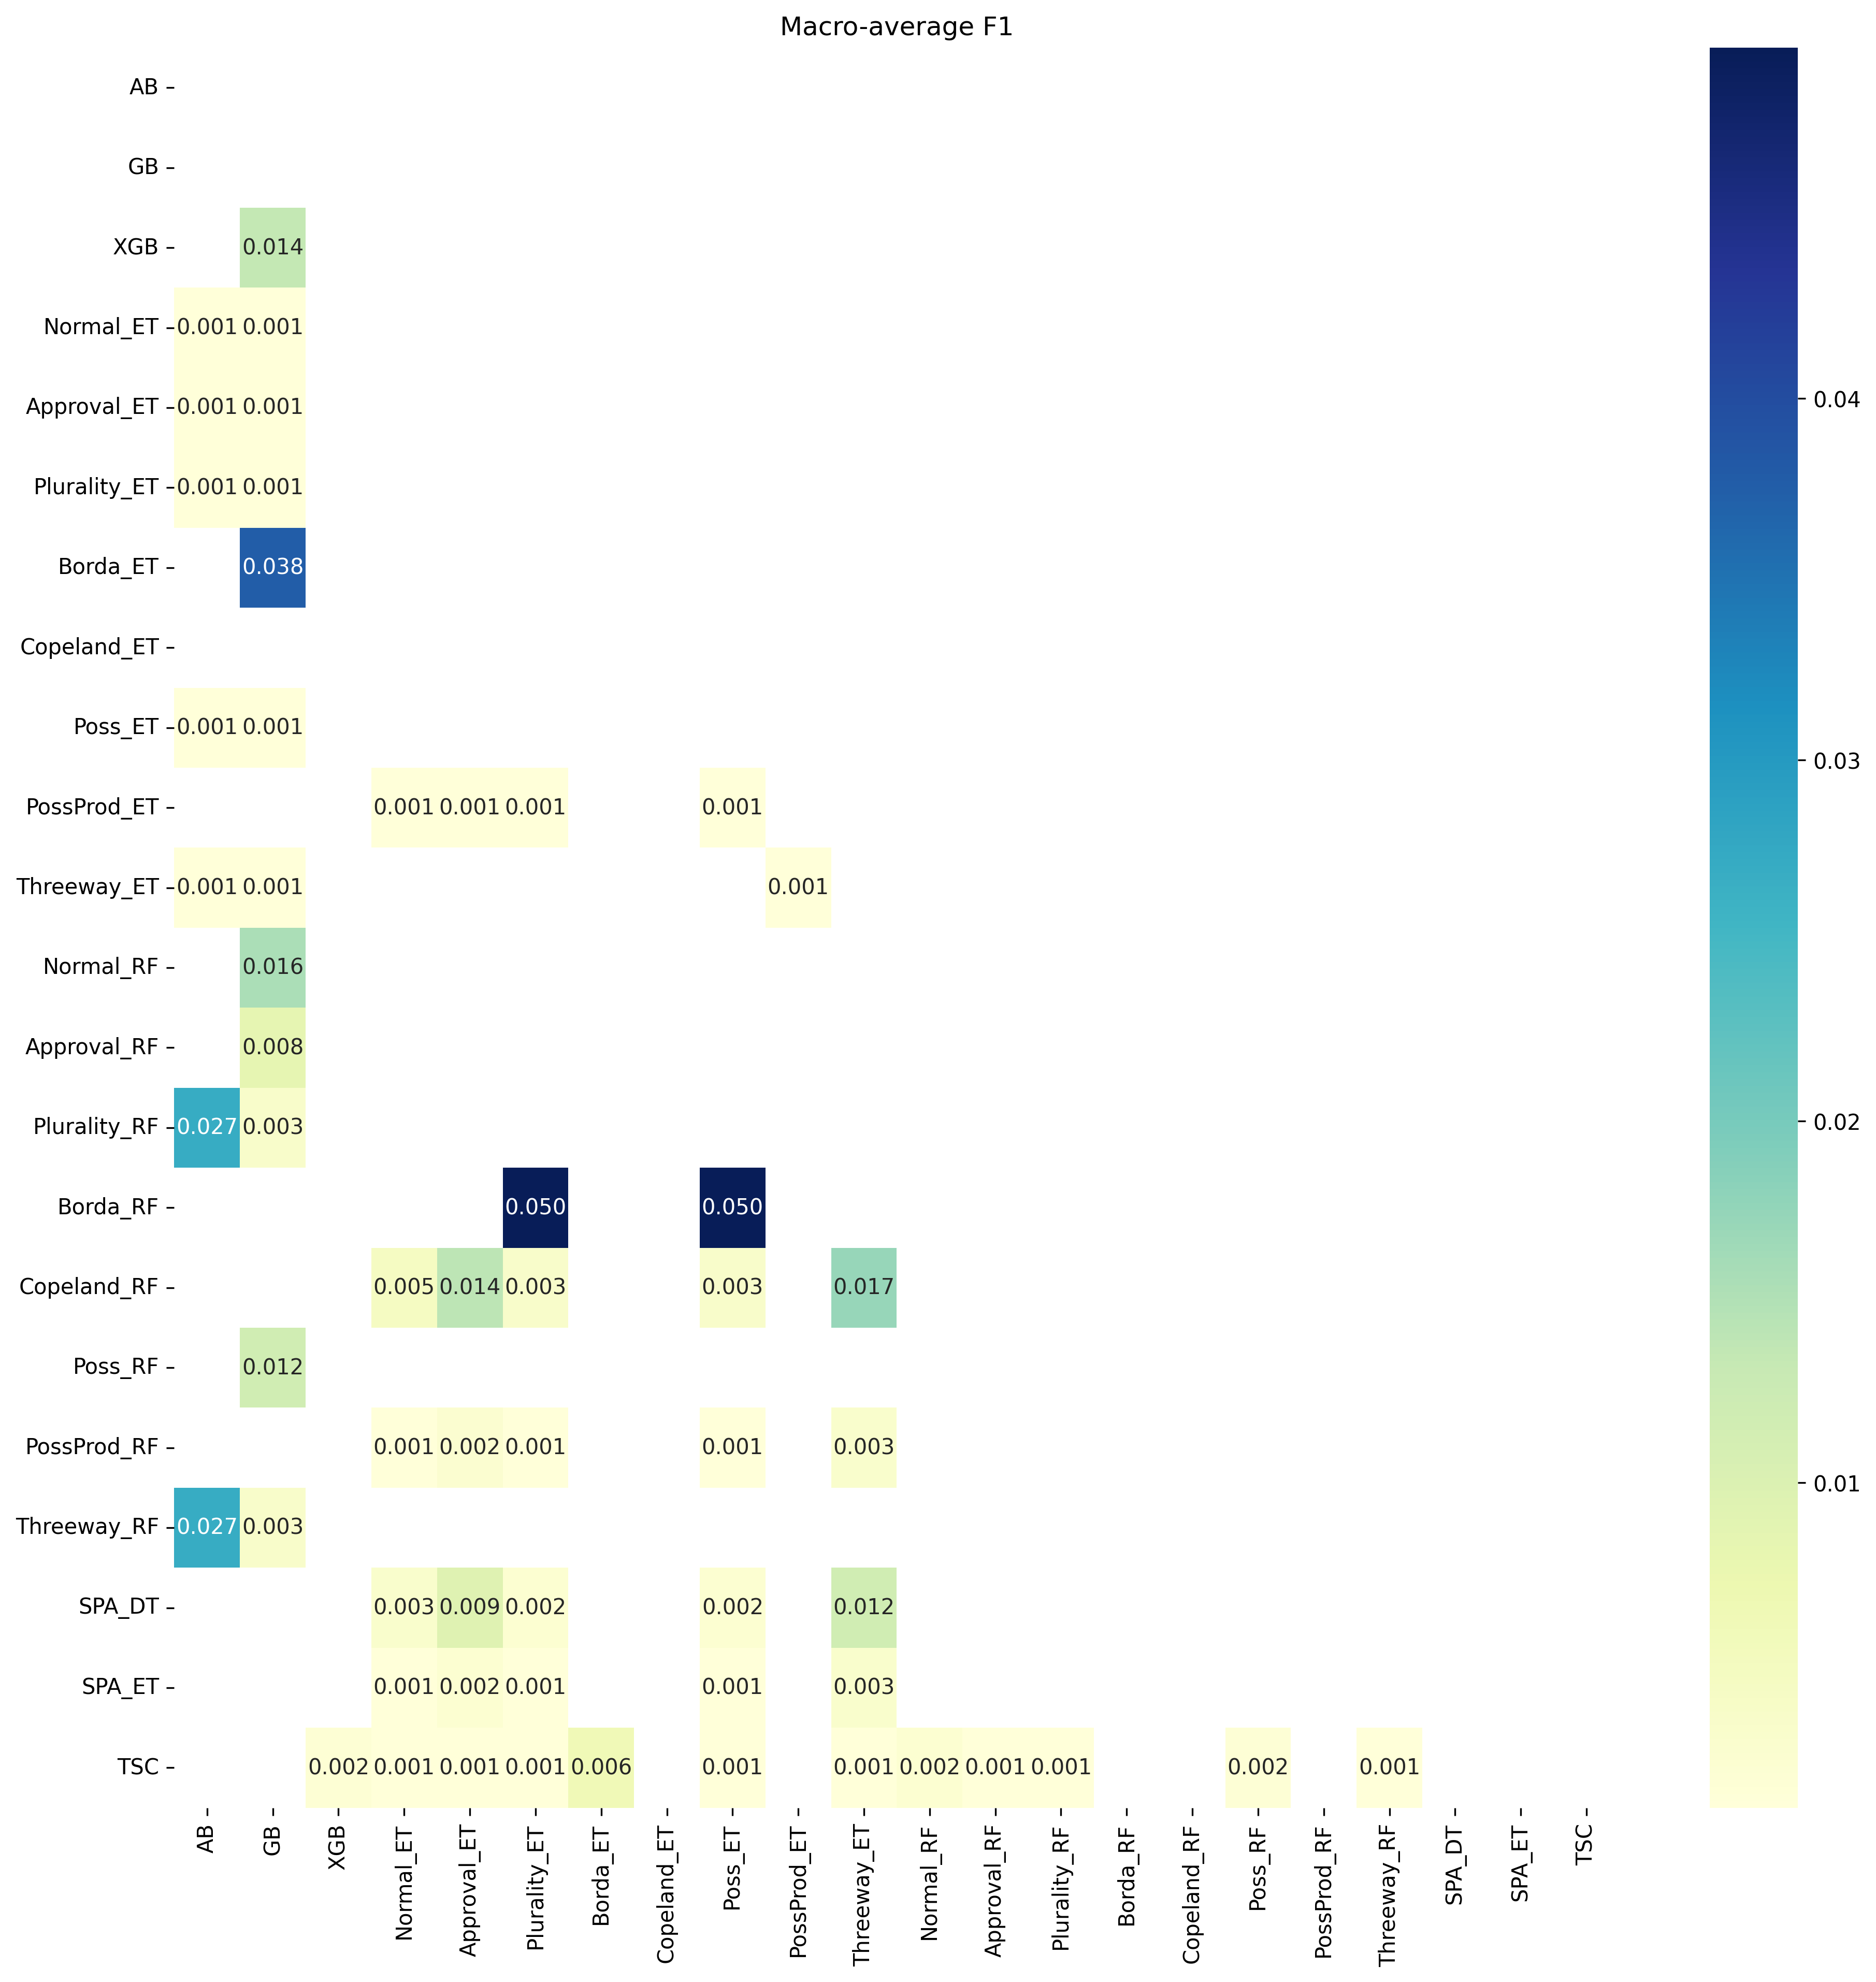 Macro-average F1
AB
GB
XGB 0.014
Normal_ET 0.001 0.001
0.04
Approval_ET 0.001 0.001
Plurality_ET 0.001 0.001
Borda_ET 0.038
Copeland_ET
Poss_ET 0.001 0.001
0.03
PossProd_ET 0.001 0.001 0.001 0.001
Threeway_ET 0.001 0.001 0.001
Normal_RF 0.016
Approval_RF 0.008
0.02
Plurality_RF 0.027 0.003
Borda_RF 0.050 0.050
Copeland_RF 0.005 0.014 0.003 0.003 0.017
Poss_RF 0.012
PossProd_RF 0.001 0.002 0.001 0.001 0.003
0.01
Threeway_RF 0.027 0.003
SPA_DT 0.003 0.009 0.002 0.002 0.012
SPA_ET 0.001 0.002 0.001 0.001 0.003
TSC 0.002 0.001 0.001 0.001 0.006 0.001 0.001 0.002 0.001 0.001 0.002 0.001
AB
GB
XGB
Normal_ET
Approval_ET
Plurality_ET
Borda_ET
Copeland_ET
Poss_ET
PossProd_ET
Threeway_ET
Normal_RF
Approval_RF
Plurality_RF
Borda_RF
Copeland_RF
Poss_RF
PossProd_RF
Threeway_RF
SPA_DT
SPA_ET
TSC